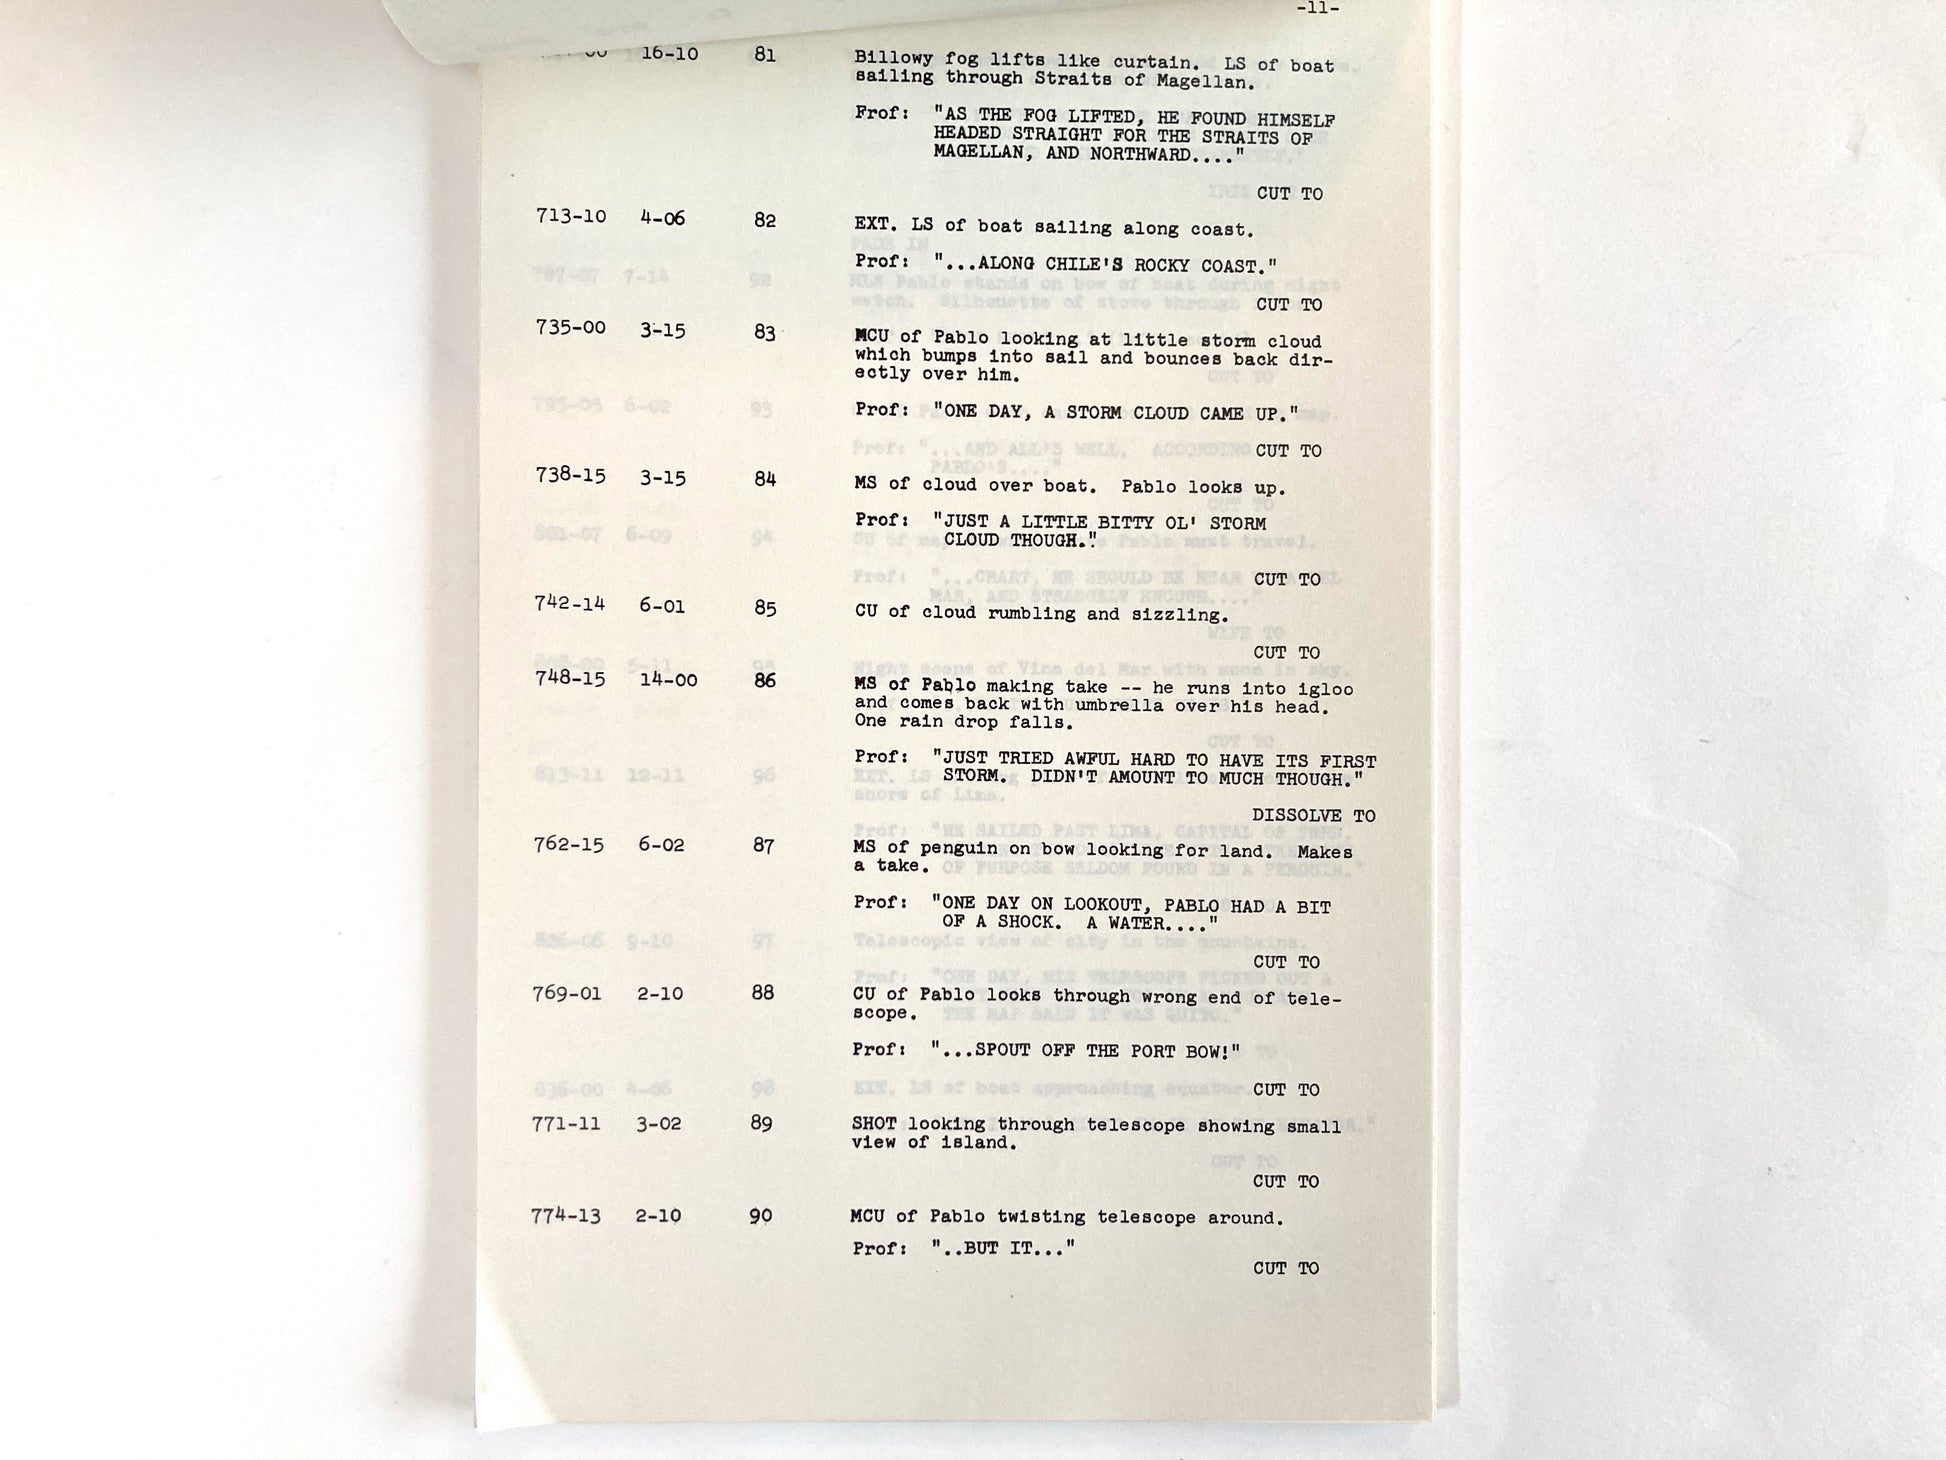 -11-
16-10 81 Billowy fog lifts like curtain. LS of boat
sailing through Straits of Magellan.
Prof: "AS THE FOG LIFTED, HE FOUND HIMSELF
HEADED STRAIGHT FOR THE STRAITS OF
MAGELLAN, AND NORTHWARD...."
CUT TO
713-10 4-06 82 EXT. LS of boat sailing along coast.
Prof: "...ALONG CHILE'S ROCKY COAST."
CUT TO
735-00 3-15 83 MCU of Pablo looking at little storm cloud
which bumps into sail and bounces back dir-
ectly over him.
Prof: "ONE DAY, A STORM CLOUD CAME UP."
CUT TO
738-15 3-15 84 MS of cloud over boat. Pablo looks up.
Prof: "JUST A LITTLE BITTY OL' STORM
CLOUD THOUGH."
CUT TO
742-14 6-01 85 CU of cloud rumbling and sizzling.
CUT TO
748-15 14-00 86 MS of Pablo making take -- he runs into igloo
and comes back with umbrella over his head.
One rain drop falls.
Prof: "JUST TRIED AWFUL HARD TO HAVE ITS FIRST
STORM. DIDN'T AMOUNT TO MUCH THOUGH."
DISSOLVE TO
762-15 6-02 87 MS of penguin on bow looking for land. Makes
a take.
Prof: "ONE DAY ON LOOKOUT, PABLO HAD A BIT
OF A SHOCK. A WATER...."
CUT TO
769-01 2-10 88 CU of Pablo looks through wrong end of tele-
scope.
Prof: "...SPOUT OFF THE PORT BOW!"
CUT TO
771-11 3-02 89 SHOT looking through telescope showing small
view of island.
CUT TO
774-13 2-10 90 MCU of Pablo twisting telescope around.
Prof: "..BUT IT..."
CUT TO